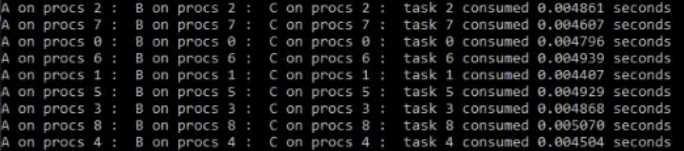 A on procs 2 :  B on procs 2 :  C on procs 2 :  task 2 consumed 0.004861 seconds
A on procs 7 :  B on procs 7 :  C on procs 7 :  task 7 consumed 0.004607 seconds
A on procs 0 :  B on procs 0 :  C on procs 0 :  task 0 consumed 0.004796 seconds
A on procs 6 :  B on procs 6 :  C on procs 6 :  task 6 consumed 0.004939 seconds
A on procs 1 :  B on procs 1 :  C on procs 1 :  task 1 consumed 0.004407 seconds
A on procs 5 :  B on procs 5 :  C on procs 5 :  task 5 consumed 0.004929 seconds
A on procs 3 :  B on procs 3 :  C on procs 3 :  task 3 consumed 0.004868 seconds
A on procs 8 :  B on procs 8 :  C on procs 8 :  task 8 consumed 0.005070 seconds
A on procs 4 :  B on procs 4 :  C on procs 4 :  task 4 consumed 0.004504 seconds